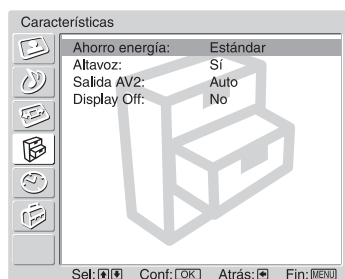 Características
Ahorro energía: Estándar
Altavoz: Sí
Salida AV2: Auto
Display Off: No
Sel: Conf: OK Atrás: Fin: MENU